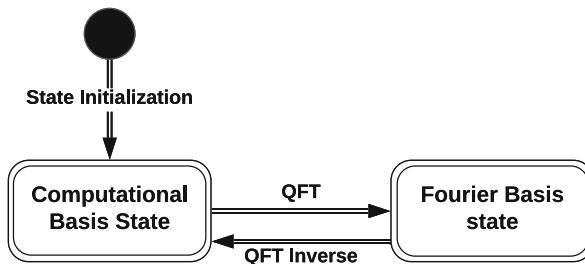 State Initialization
Computational
Basis State
QFT
Fourier Basis
state
QFT Inverse